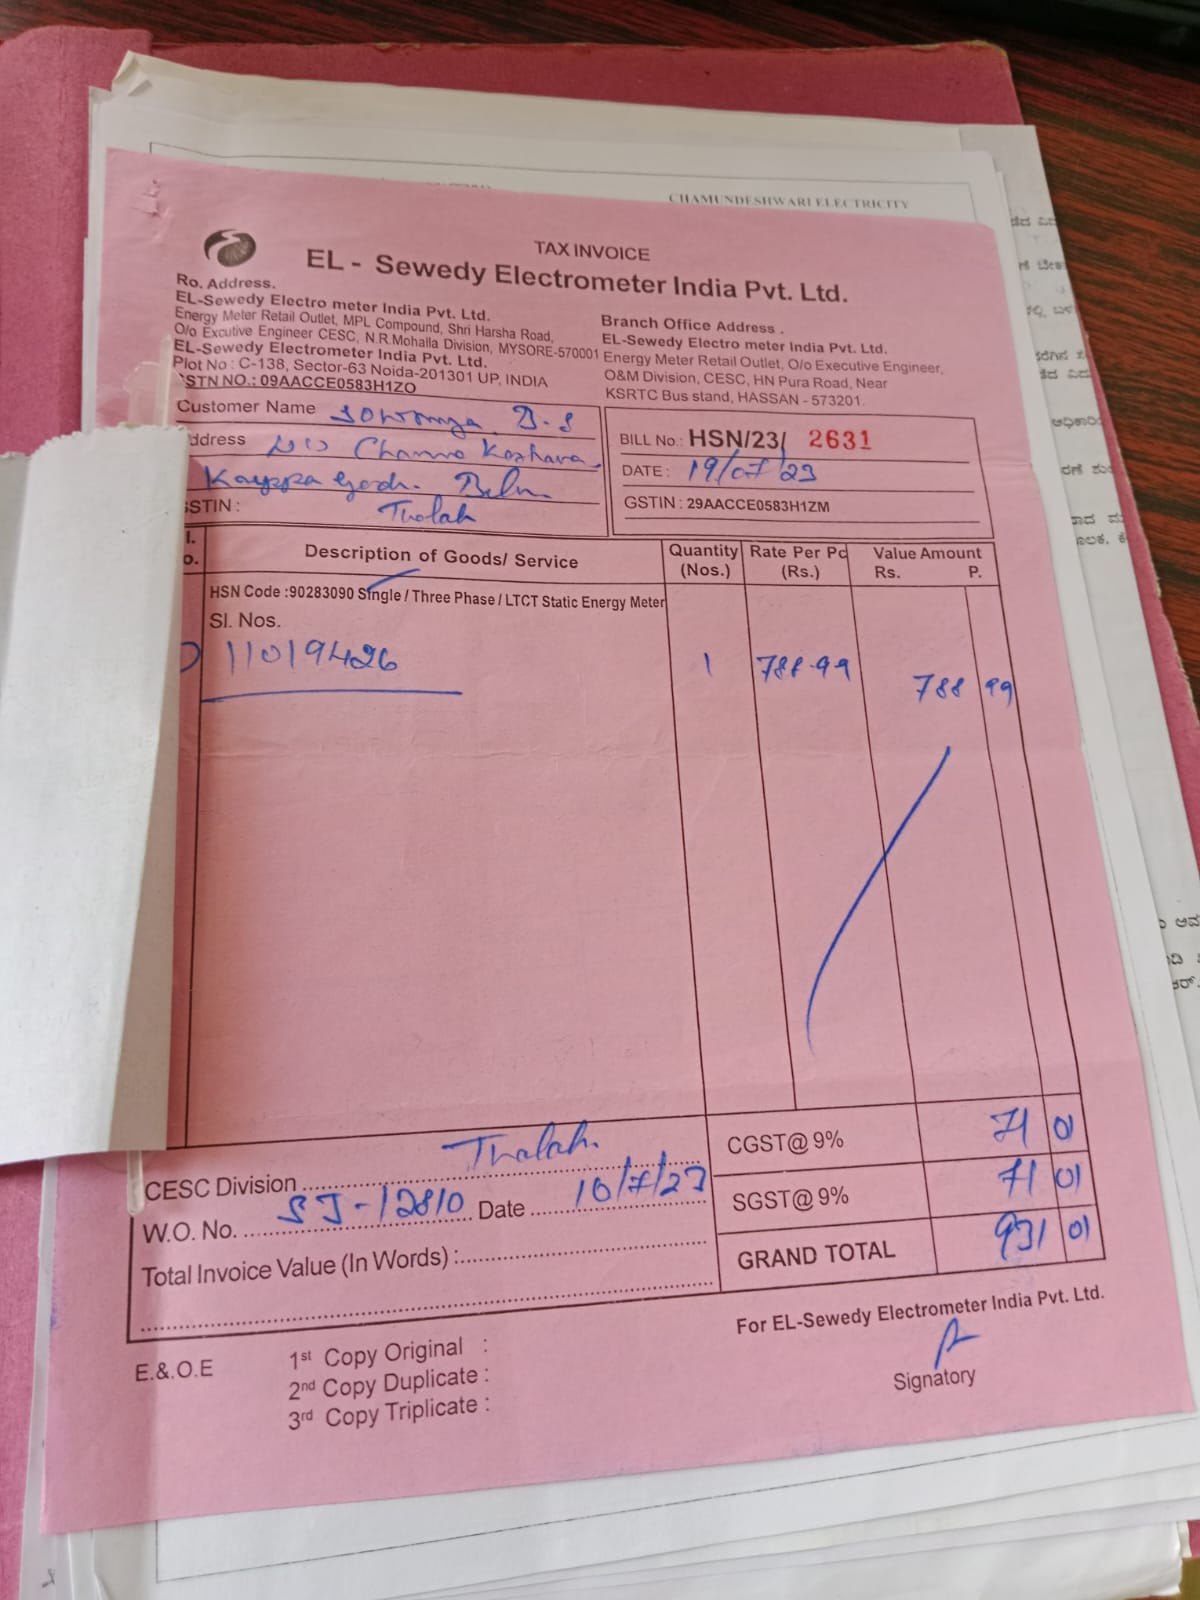 CHAMUNDESHWARI ELECTRICITY
TAX INVOICE
EL - Sewedy Electrometer India Pvt. Ltd.
Ro. Address.
EL-Sewedy Electro meter India Pvt. Ltd.
Energy Meter Retail Outlet, MPL Compound, Shri Harsha Road,
O/o Excutive Engineer CESC, N.R.Mohalla Division, MYSORE-570001
EL-Sewedy Electrometer India Pvt. Ltd.
Plot No : C-138, Sector-63 Noida-201301 UP, INDIA
STN NO.: 09AACCE0583H1ZO
Branch Office Address .
EL-Sewedy Electro meter India Pvt. Ltd.
Energy Meter Retail Outlet, O/o Executive Engineer,
O&M Division, CESC, HN Pura Road, Near
KSRTC Bus stand, HASSAN - 573201.
Customer Name Sowmya D-S
ddress Channa
STIN :
BILL No.: HSN/23/ 2631
DATE : 19/07/23
GSTIN : 29AACCE0583H1ZM
Description of Goods/ Service
Quantity (Nos.)
Rate Per Pc (Rs.)
Value Amount
Rs. P.
HSN Code :90283090 Single / Three Phase / LTCT Static Energy Meter
Sl. Nos.
11019426 1 788.99 788 99
CGST@ 9% 71 01
SGST@ 9% 71 01
GRAND TOTAL 931 01
CESC Division
W.O. No. SJ-12810 Date 10/7/23
Total Invoice Value (In Words) :
For EL-Sewedy Electrometer India Pvt. Ltd.
Signatory
E.&.O.E
1st Copy Original :
2nd Copy Duplicate :
3rd Copy Triplicate :